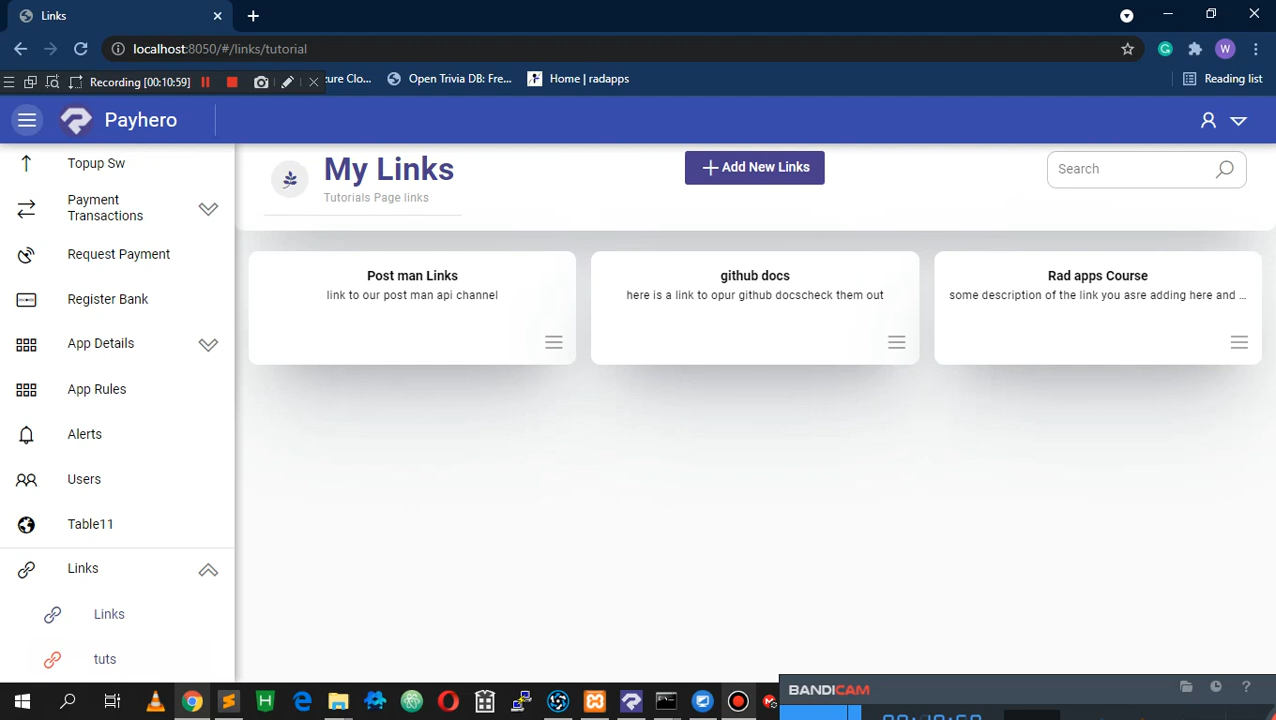 Links
localhost:8050/#/links/tutorial
Recording [00:10:59]
cure Clo...
Open Trivia DB: Fre...
Home | radapps
Reading list
W
Payhero
Topup Sw
Payment
Transactions
Request Payment
Register Bank
App Details
App Rules
Alerts
Users
Table11
Links
Links
tuts
My Links
Tutorials Page links
Add New Links
Search
Post man Links
link to our post man api channel
github docs
here is a link to opur github docscheck them out
Rad apps Course
some description of the link you asre adding here and ...
BANDICAM